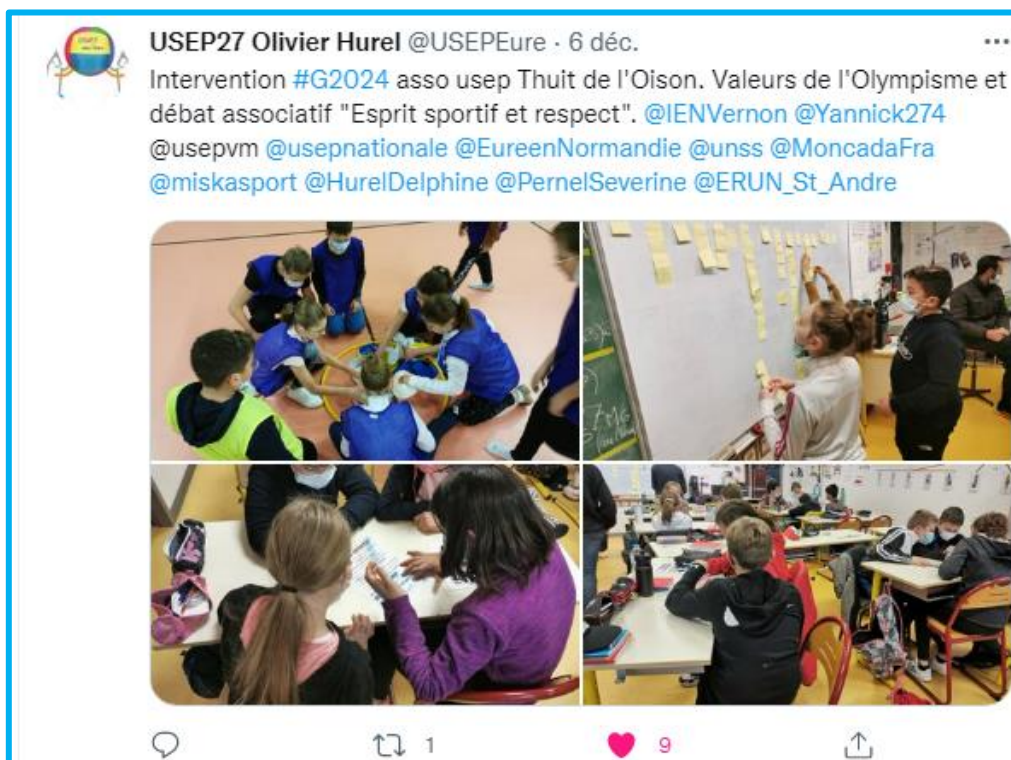 USEP27 Olivier Hurel @USEPEure · 6 déc.
Intervention #G2024 asso usep Thuit de l'Oison. Valeurs de l'Olympisme et
débat associatif "Esprit sportif et respect". @IENVernon @Yannick274
@usepvm @usepnationale @EureenNormandie @unss @MoncadaFra
@miskasport @HurelDelphine @PernelSeverine @ERUN_St_Andre
1
9